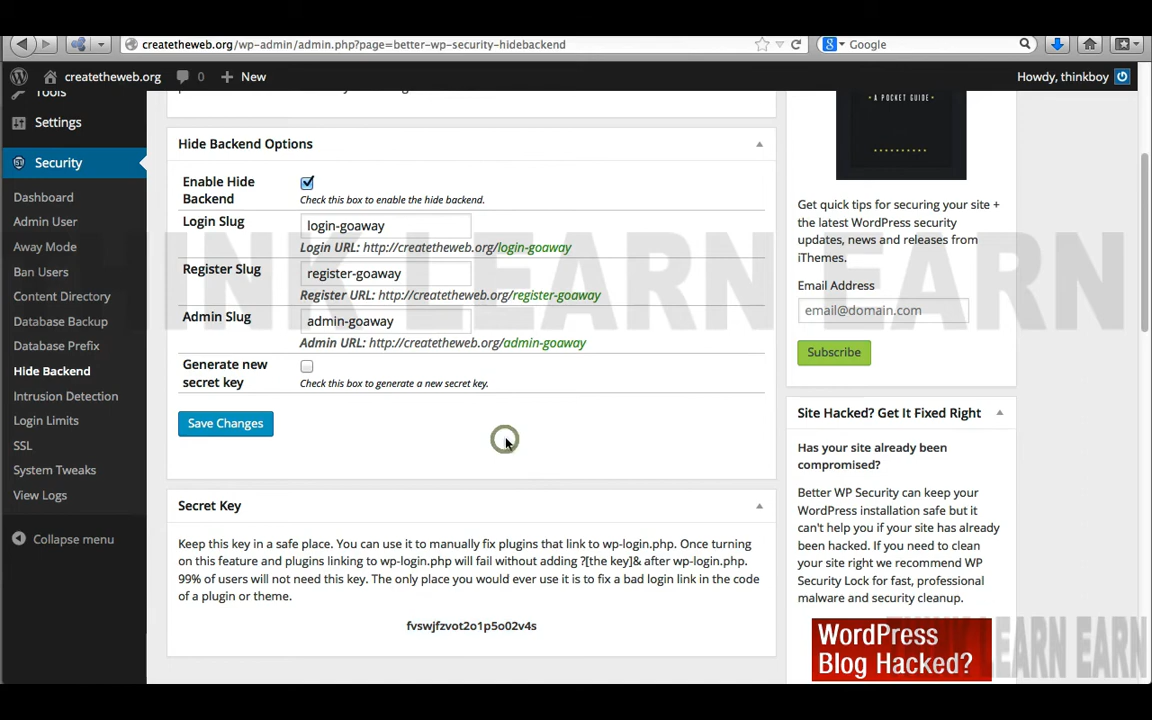 createtheweb.org/wp-admin/admin.php?page=better-wp-security-hidebackend
Google
createtheweb.org
0
New
Howdy, thinkboy
Tools
Settings
Security
Dashboard
Admin User
Away Mode
Ban Users
Content Directory
Database Backup
Database Prefix
Hide Backend
Intrusion Detection
Login Limits
SSL
System Tweaks
View Logs
Collapse menu
Hide Backend Options
Enable Hide
Backend
Check this box to enable the hide backend.
Login Slug
login-goaway
Login URL: http://createtheweb.org/login-goaway
Register Slug
register-goaway
Register URL: http://createtheweb.org/register-goaway
Admin Slug
admin-goaway
Admin URL: http://createtheweb.org/admin-goaway
Generate new
secret key
Check this box to generate a new secret key.
Save Changes
Secret Key
Keep this key in a safe place. You can use it to manually fix plugins that link to wp-login.php. Once turning
on this feature and plugins linking to wp-login.php will fail without adding ?[the key]& after wp-login.php.
99% of users will not need this key. The only place you would ever use it is to fix a bad login link in the code
of a plugin or theme.
fvswjfzvot2o1p5o02v4s
• A POCKET GUIDE •
Get quick tips for securing your site +
the latest WordPress security
updates, news and releases from
iThemes.
Email Address
email@domain.com
Subscribe
Site Hacked? Get It Fixed Right
Has your site already been
compromised?
Better WP Security can keep your
WordPress installation safe but it
can't help you if your site has already
been hacked. If you need to clean
your site right we recommend WP
Security Lock for fast, professional
malware and security cleanup.
WordPress
Blog Hacked?
THINK LEARN EARN
THINK LEARN EARN